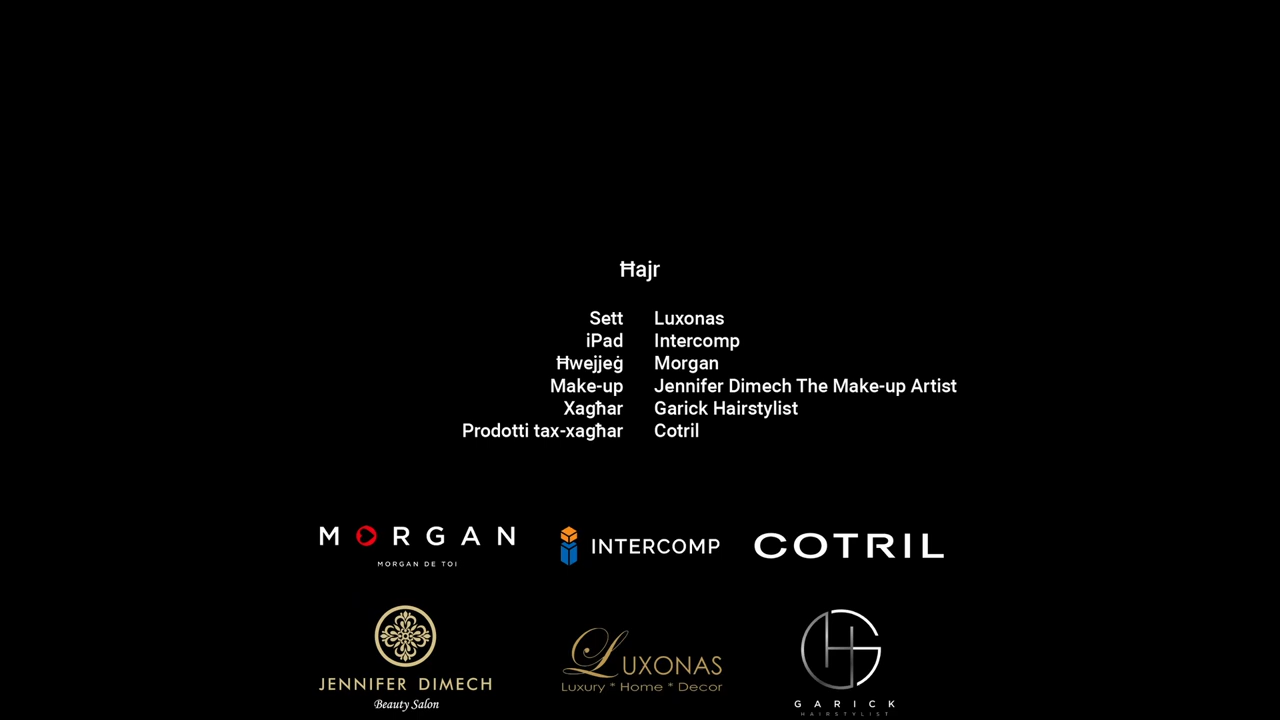 Ħajr
Sett Luxonas
iPad Intercomp
Ħwejjeġ Morgan
Make-up Jennifer Dimech The Make-up Artist
Xagħar Garick Hairstylist
Prodotti tax-xagħar Cotril
MORGAN
MORGAN DE TOI
INTERCOMP
COTRIL
JENNIFER DIMECH
Beauty Salon
LUXONAS
Luxury * Home * Decor
GH
GARICK
HAIRSTYLIST